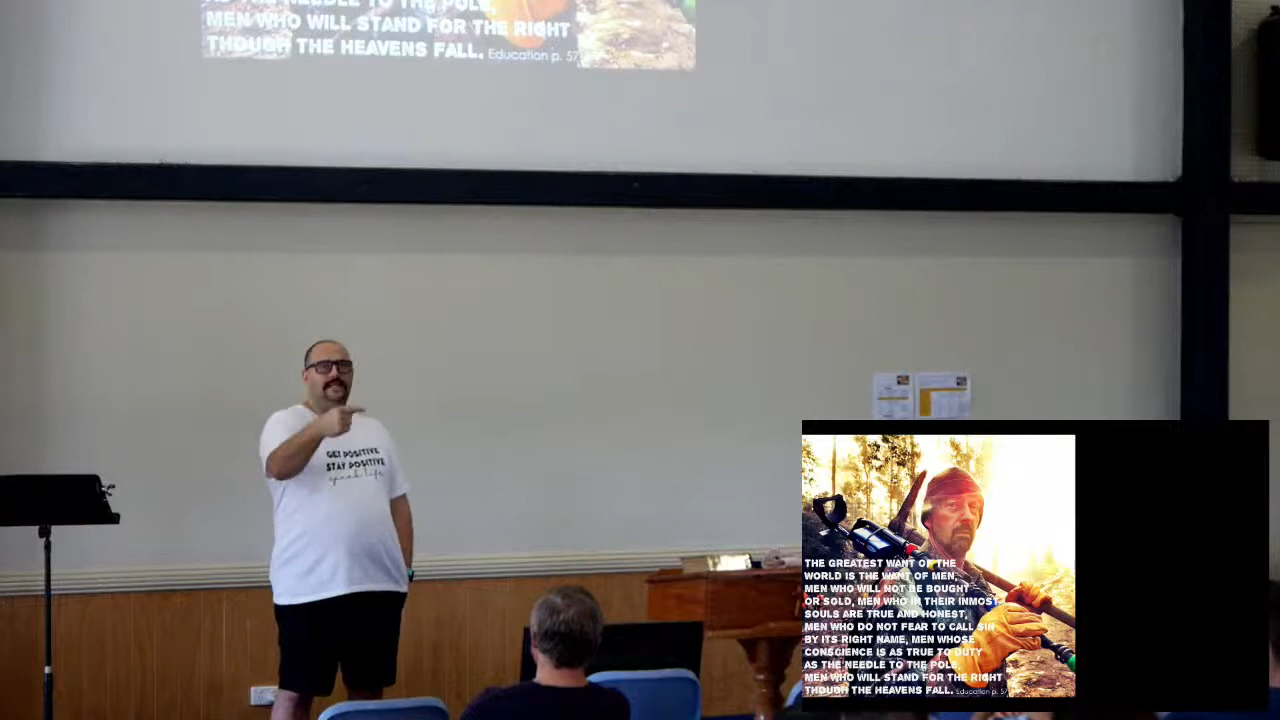 AS THE NEEDLE TO THE POLE,
MEN WHO WILL STAND FOR THE RIGHT
THOUGH THE HEAVENS FALL. Education p. 57
GET POSITIVE
STAY POSITIVE
speak life
THE GREATEST WANT OF THE
WORLD IS THE WANT OF MEN,
MEN WHO WILL NOT BE BOUGHT
OR SOLD, MEN WHO IN THEIR INMOST
SOULS ARE TRUE AND HONEST,
MEN WHO DO NOT FEAR TO CALL SIN
BY ITS RIGHT NAME, MEN WHOSE
CONSCIENCE IS AS TRUE TO DUTY
AS THE NEEDLE TO THE POLE,
MEN WHO WILL STAND FOR THE RIGHT
THOUGH THE HEAVENS FALL. Education p. 57